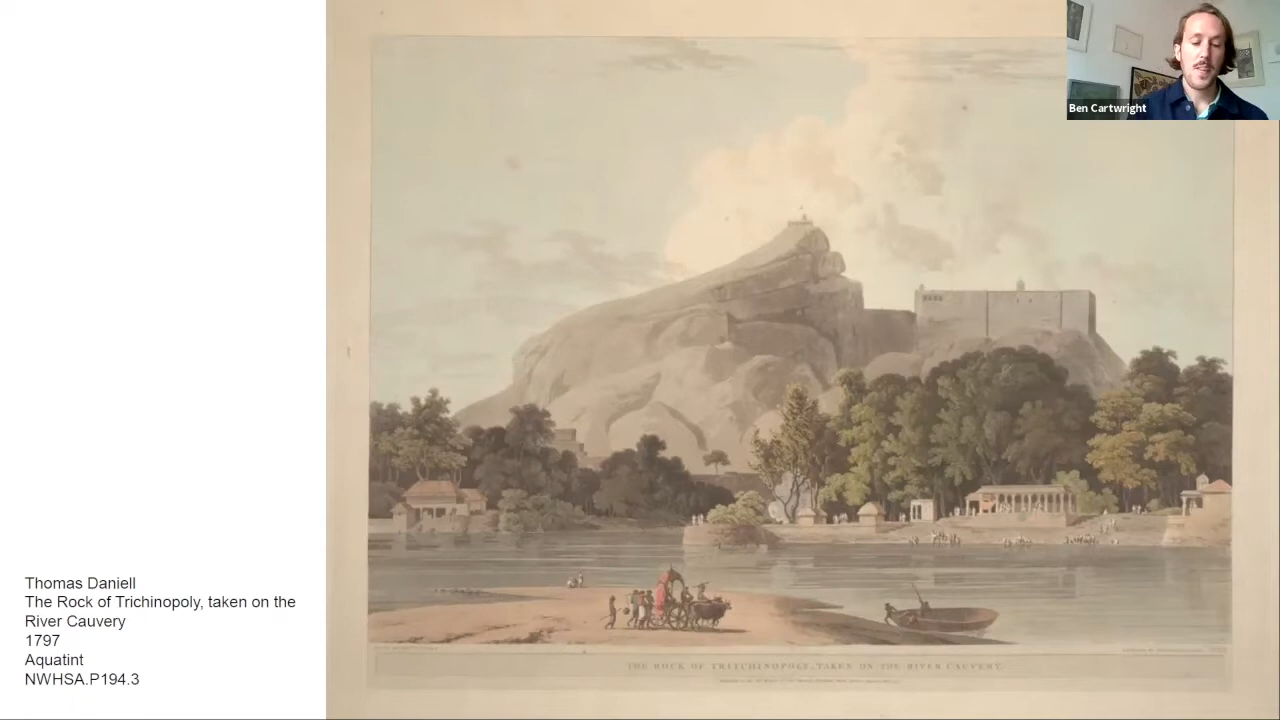 Ben Cartwright
THE ROCK OF TRITCHINOPOLY, TAKEN ON THE RIVER CAUVERY.
Thomas Daniell
The Rock of Trichinopoly, taken on the
River Cauvery
1797
Aquatint
NWHSA.P194.3